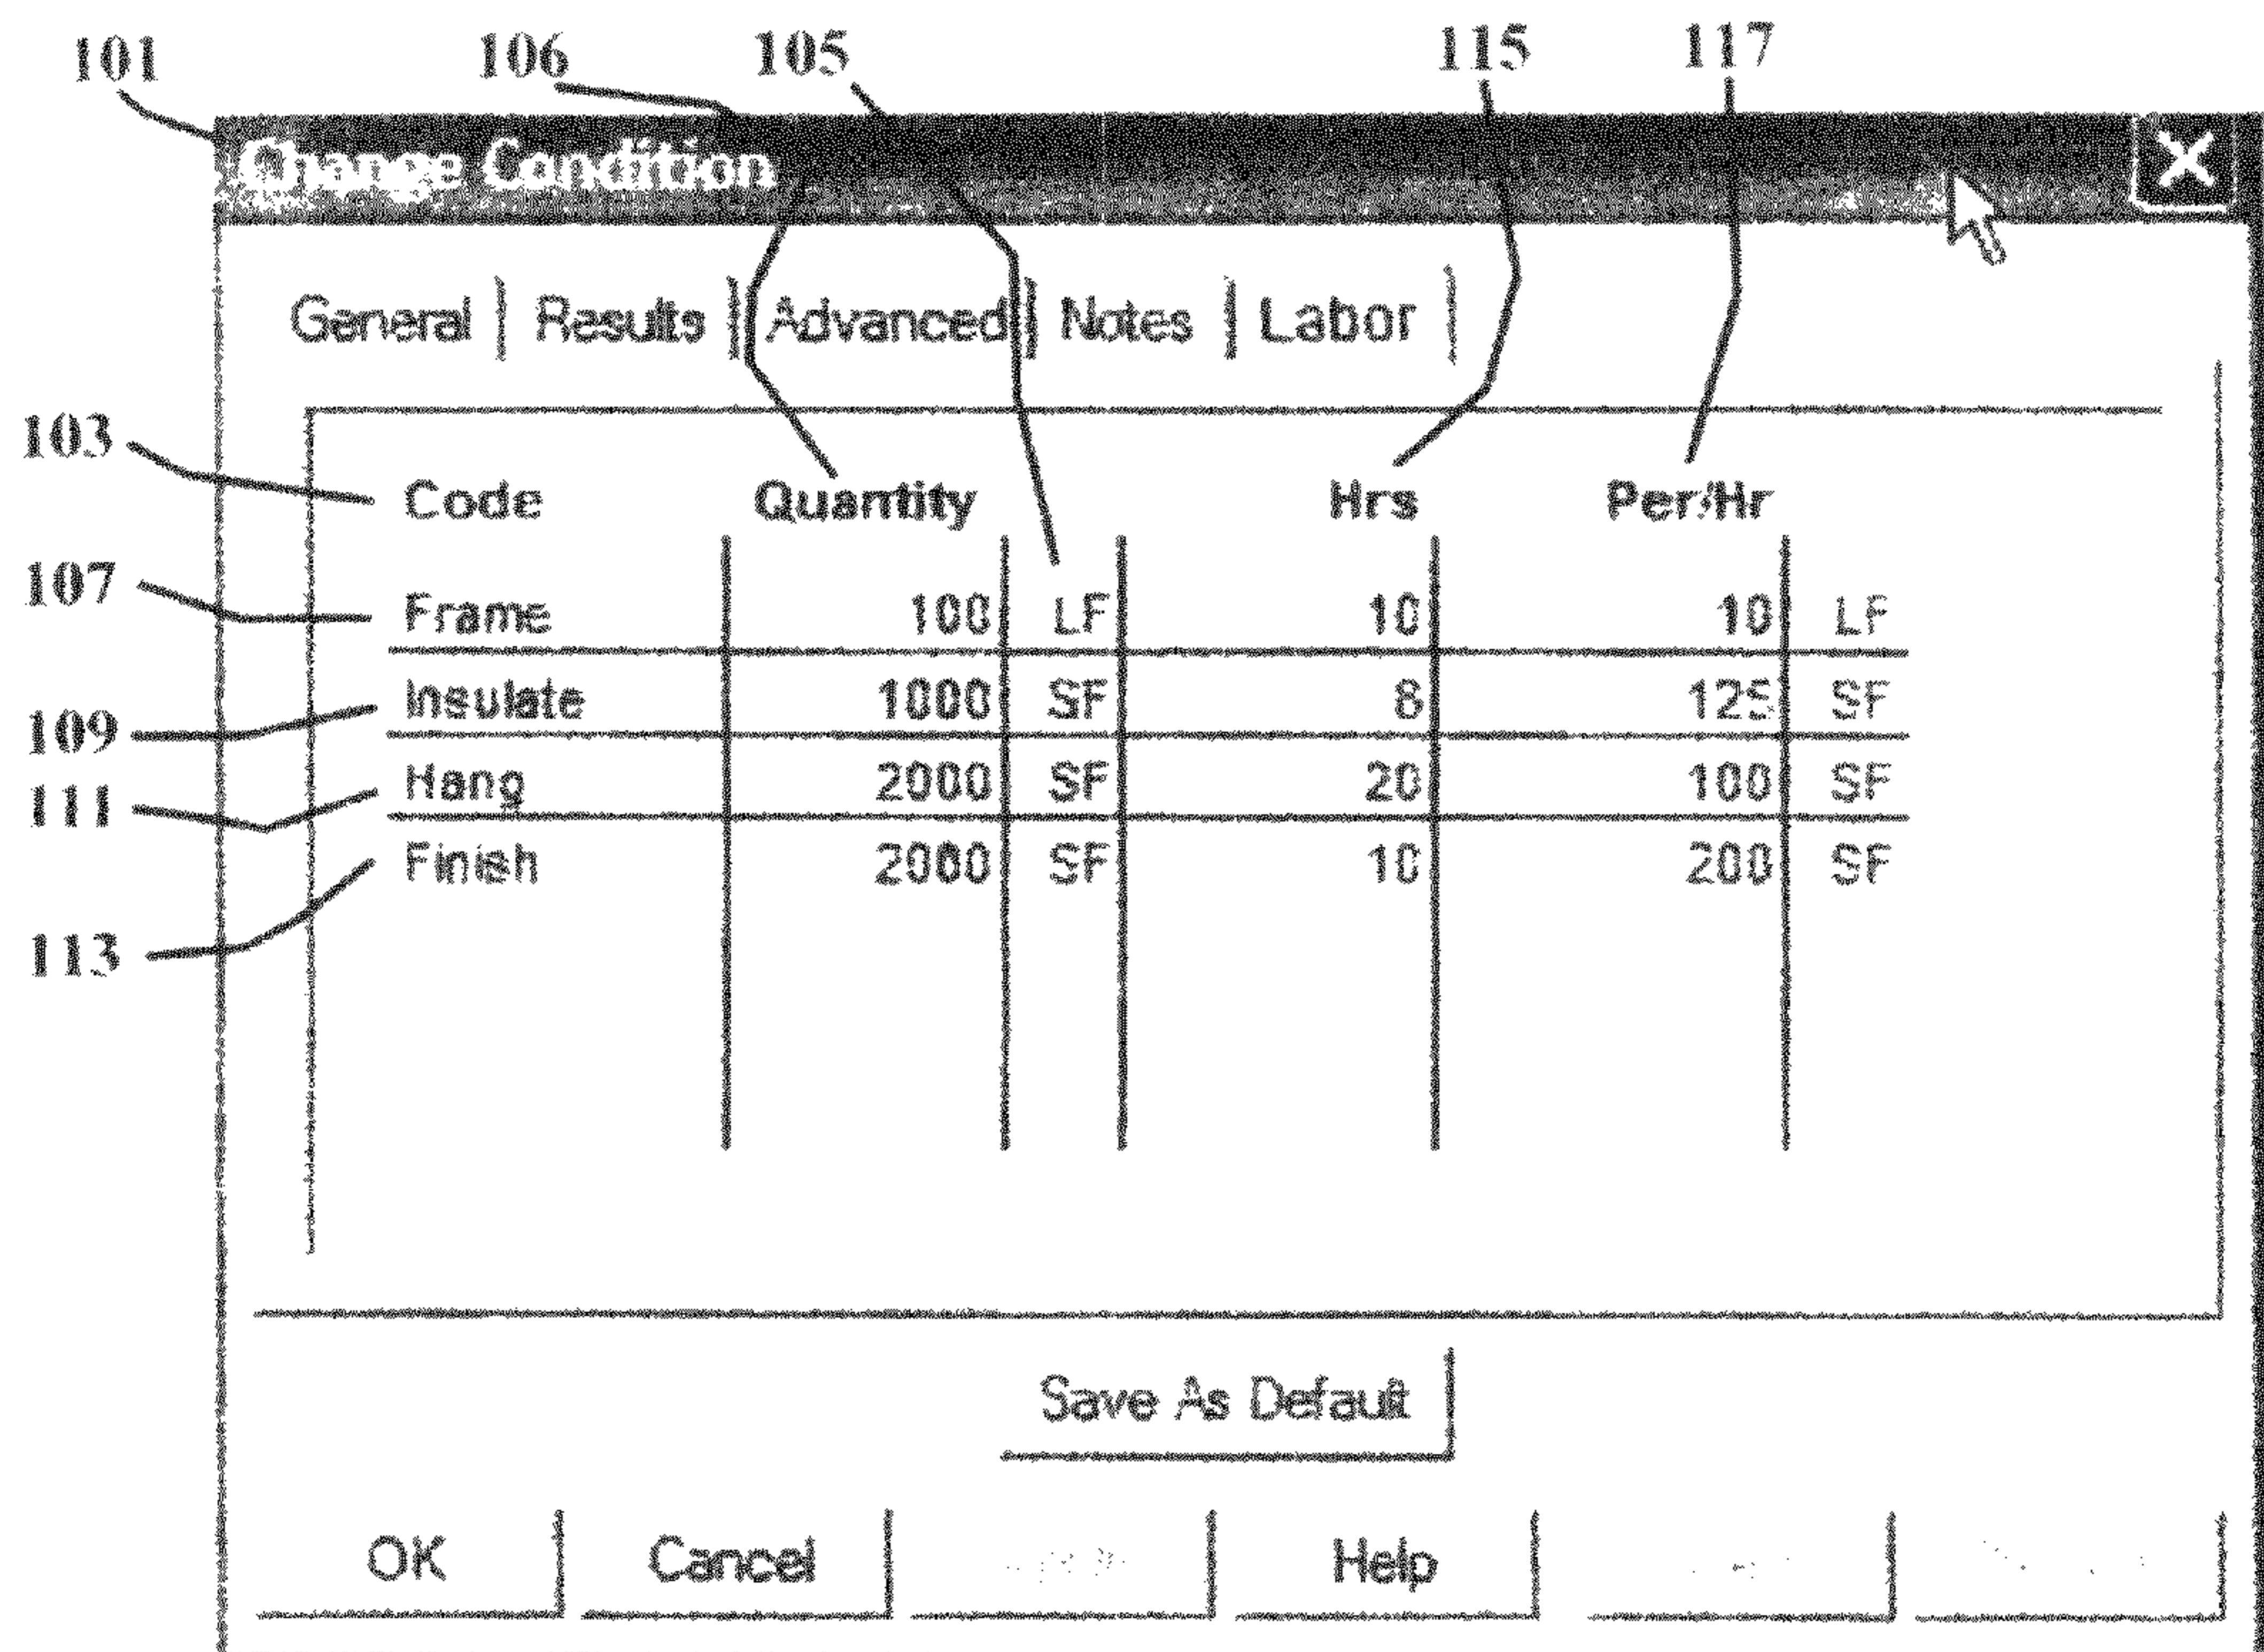 101 106 105 115 117
Change Condition
General Results Advanced Notes Labor
103 Code Quantity Hrs Per/Hr
107 Frame 100 LF 10 10 LF
109 Insulate 1000 SF 8 125 SF
111 Hang 2000 SF 20 100 SF
113 Finish 2000 SF 10 200 SF
Save As Default
OK Cancel Help